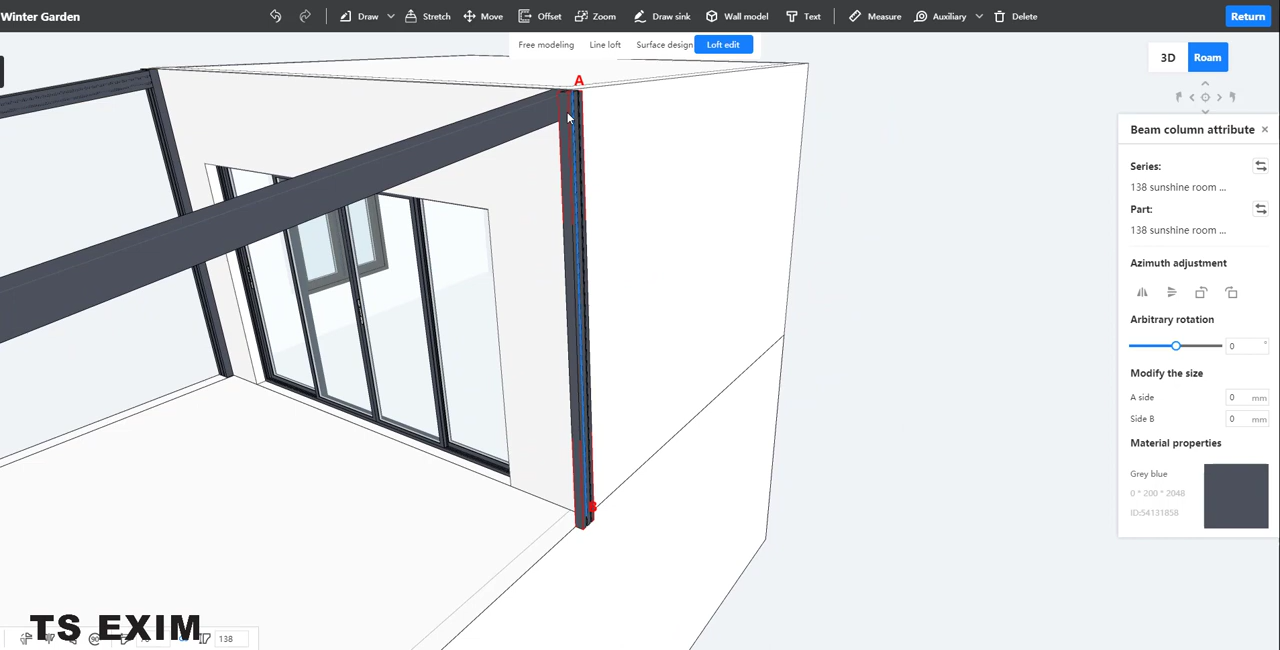 Winter Garden
Draw Stretch Move Offset Zoom Draw sink Wall model Text Measure Auxiliary Delete Return
Free modeling Line loft Surface design Loft edit
3D Roam
A
Beam column attribute
Series:
138 sunshine room ...
Part:
138 sunshine room ...
Azimuth adjustment
Arbitrary rotation
0 °
Modify the size
A side 0 mm
Side B 0 mm
Material properties
Grey blue
0 * 200 * 2048
ID:54131858
TS EXIM
138